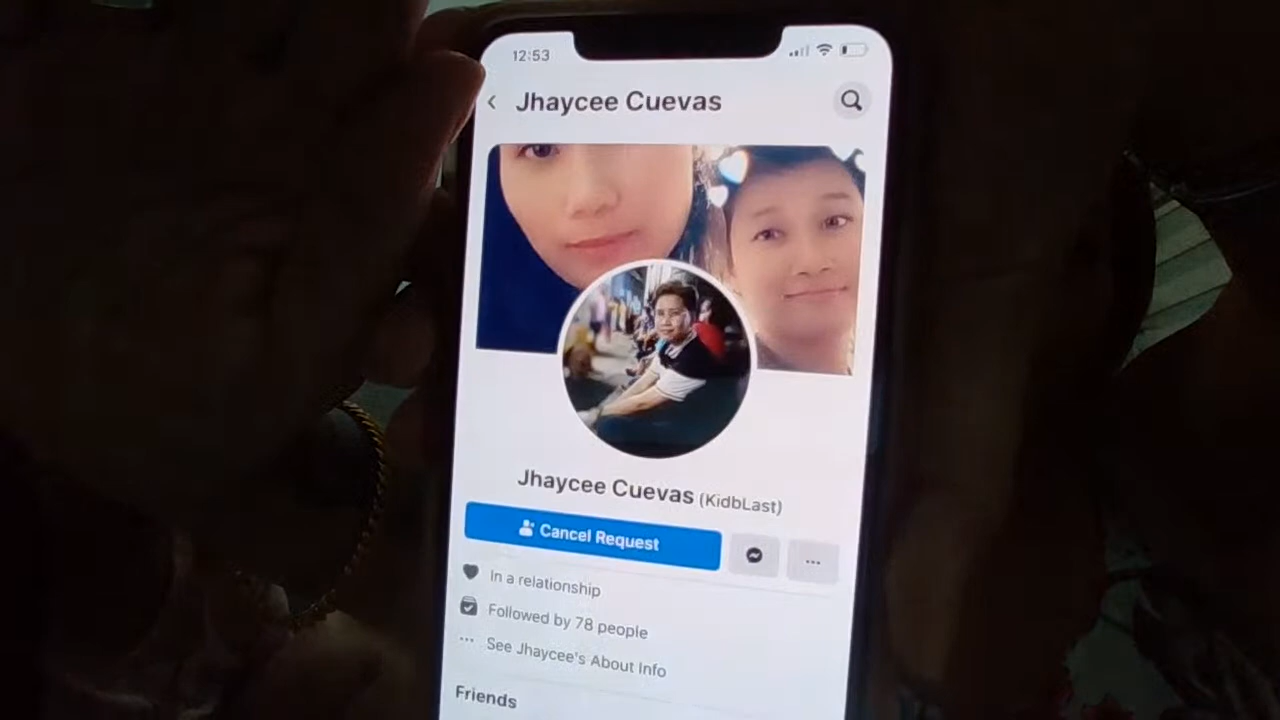 12:53
Jhaycee Cuevas
Jhaycee Cuevas (KidbLast)
Cancel Request
In a relationship
Followed by 78 people
See Jhaycee's About Info
Friends